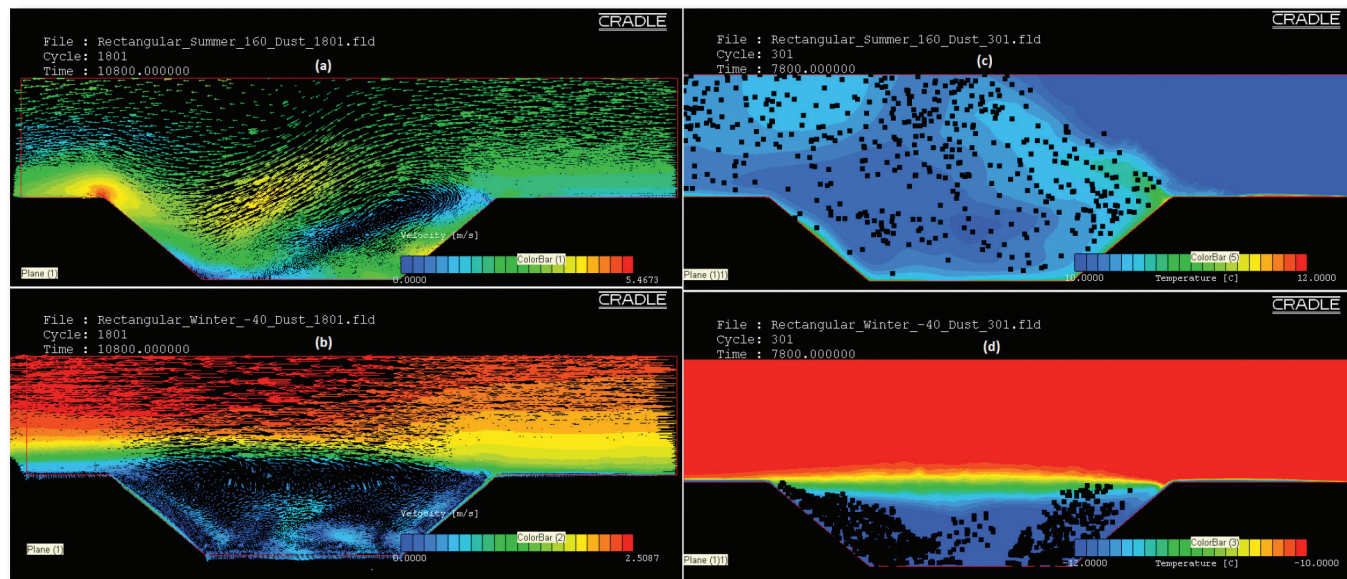 CRADLE
File : Rectangular_Summer_160_Dust_1801.fld
Cycle: 1801
Time : 10800.000000
(a)
Velocity [m/s]
ColorBar (1)
0.0000 5.4673
Plane (1)
CRADLE
File : Rectangular_Summer_160_Dust_301.fld
Cycle: 301
Time : 7800.000000
(c)
ColorBar (5)
10.0000 Temperature [C] 12.0000
Plane (1)1)
CRADLE
File : Rectangular_Winter_-40_Dust_1801.fld
Cycle: 1801
Time : 10800.000000
(b)
Velocity [m/s]
ColorBar (2)
0.0000 2.5087
Plane (1)
CRADLE
File : Rectangular_Winter_-40_Dust_301.fld
Cycle: 301
Time : 7800.000000
(d)
ColorBar (3)
-12.0000 Temperature [C] -10.0000
Plane (1)1)